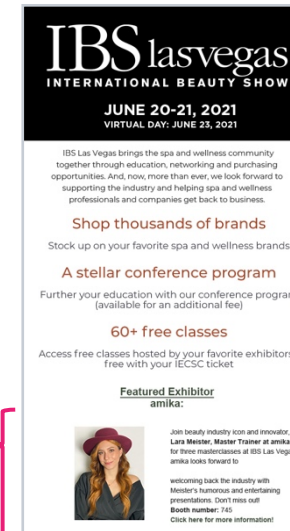 IBS lasvegas
INTERNATIONAL BEAUTY SHOW
JUNE 20-21, 2021
VIRTUAL DAY: JUNE 23, 2021
IBS Las Vegas brings the spa and wellness community
together through education, networking and purchasing
opportunities. And, now, more than ever, we look forward to
supporting the industry and helping spa and wellness
professionals and companies get back to business.
Shop thousands of brands
Stock up on your favorite spa and wellness brands
A stellar conference program
Further your education with our conference program
(available for an additional fee)
60+ free classes
Access free classes hosted by your favorite exhibitors
free with your IECSC ticket
Featured Exhibitor
amika:
Join beauty industry icon and innovator,
Lara Meister, Master Trainer at amika
for three masterclasses at IBS Las Vegas
amika looks forward to
welcoming back the industry with
Meister's humorous and entertaining
presentations. Don't miss out!
Booth number: 745
Click here for more information!